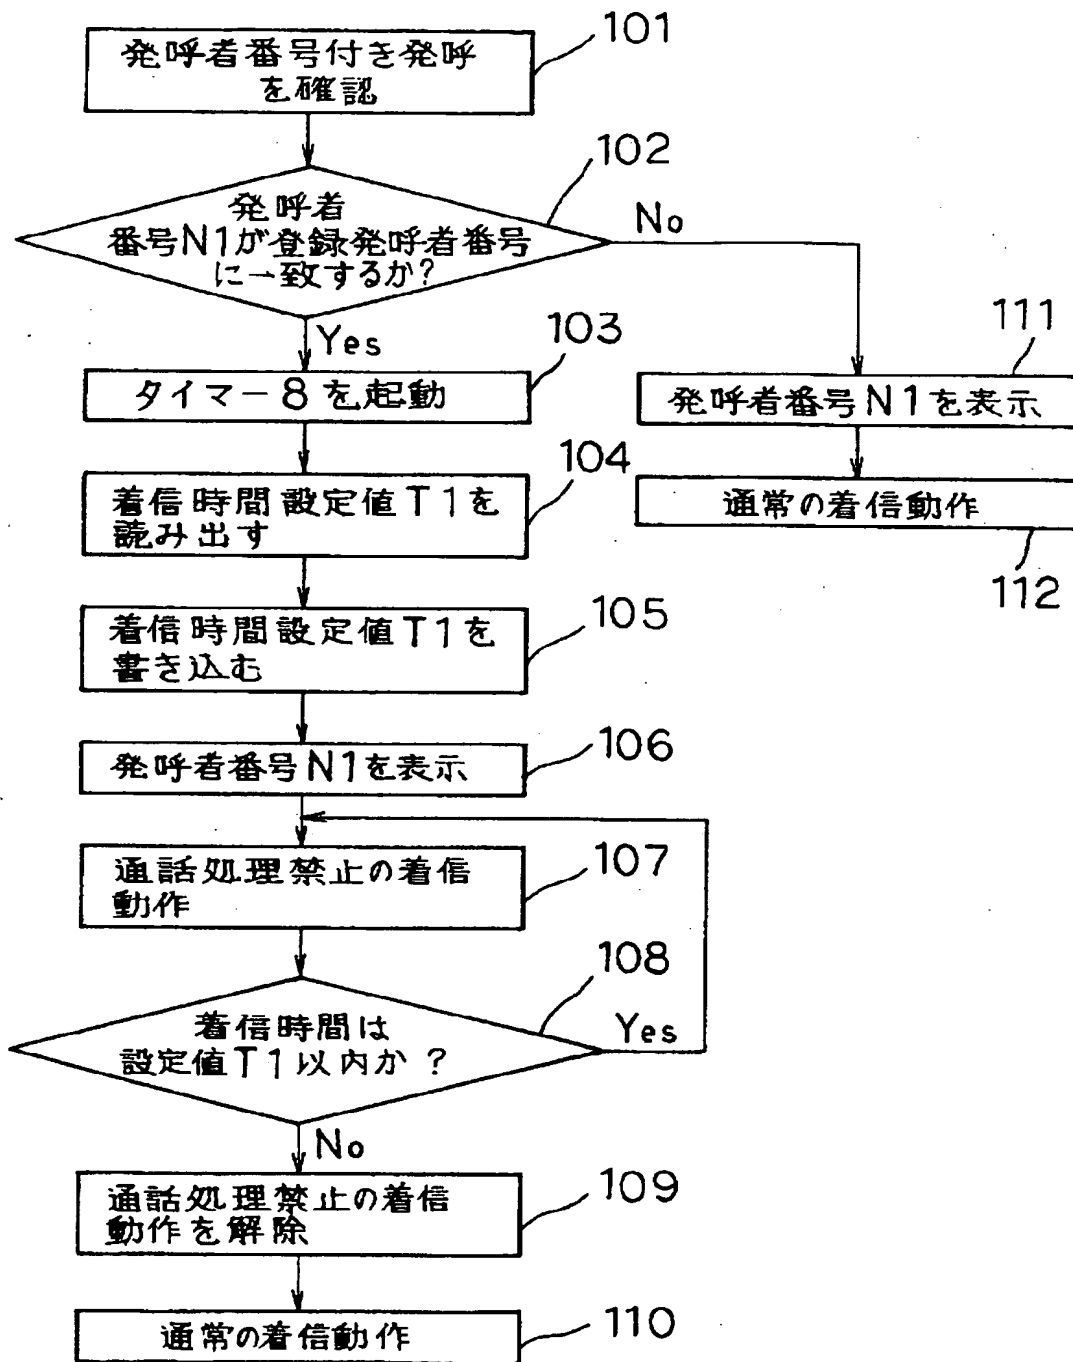 101
発呼者番号付き発呼
を確認
102
発呼者
番号N1が登録発呼者番号
に一致するか?
No
Yes
103
タイマー8を起動
111
発呼者番号N1を表示
104
着信時間設定値T1を
読み出す
通常の着信動作
112
105
着信時間設定値T1を
書き込む
106
発呼者番号N1を表示
107
通話処理禁止の着信
動作
108
着信時間は
設定値T1以内か?
Yes
No
109
通話処理禁止の着信
動作を解除
通常の着信動作
110